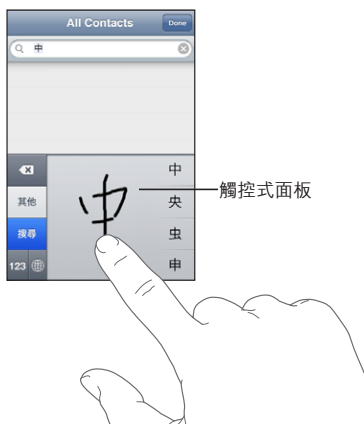 All Contacts
Done
中
中
其他
央
搜尋
虫
123
申
中
觸控式面板